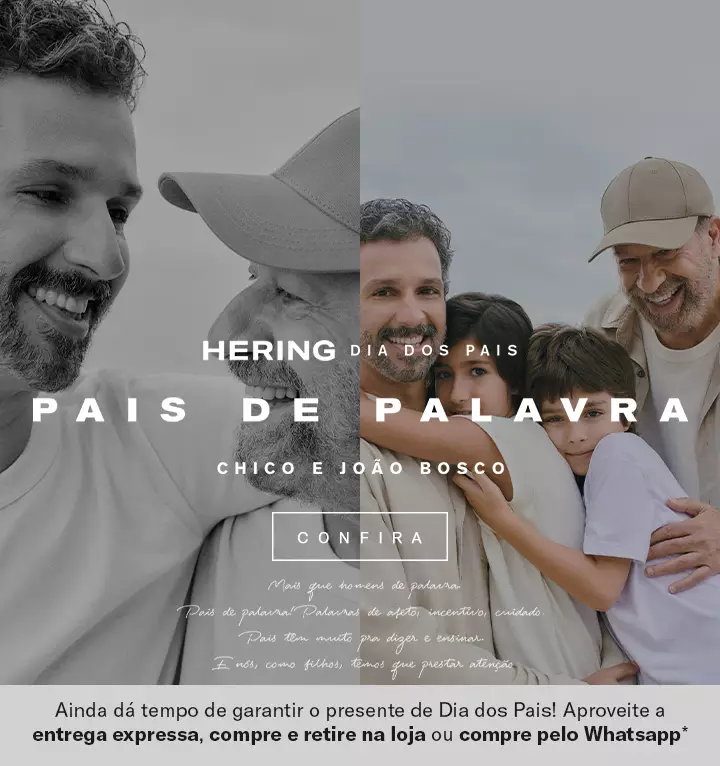 HERING DIA DOS PAIS
PAIS DE PALAVRA
CHICO E JOÃO BOSCO
CONFIRA
Mais que homens de palavra.
Pais de palavra! Palavras de afeto, incentivo, cuidado.
Pais têm muito pra dizer e ensinar.
E nós, como filhos, temos que prestar atenção.
Ainda dá tempo de garantir o presente de Dia dos Pais! Aproveite a
entrega expressa, compre e retire na loja ou compre pelo Whatsapp*